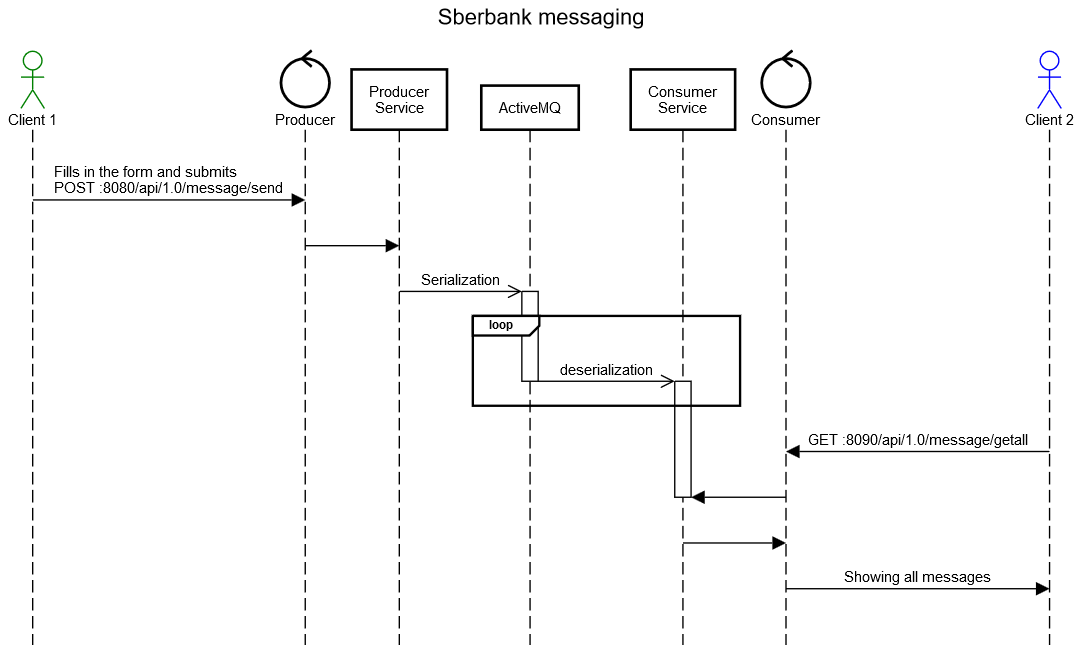 Sberbank messaging
Client 1
Producer
Producer
Service
ActiveMQ
Consumer
Service
Consumer
Client 2
Fills in the form and submits
POST :8080/api/1.0/message/send
Serialization
loop
deserialization
GET :8090/api/1.0/message/getall
Showing all messages